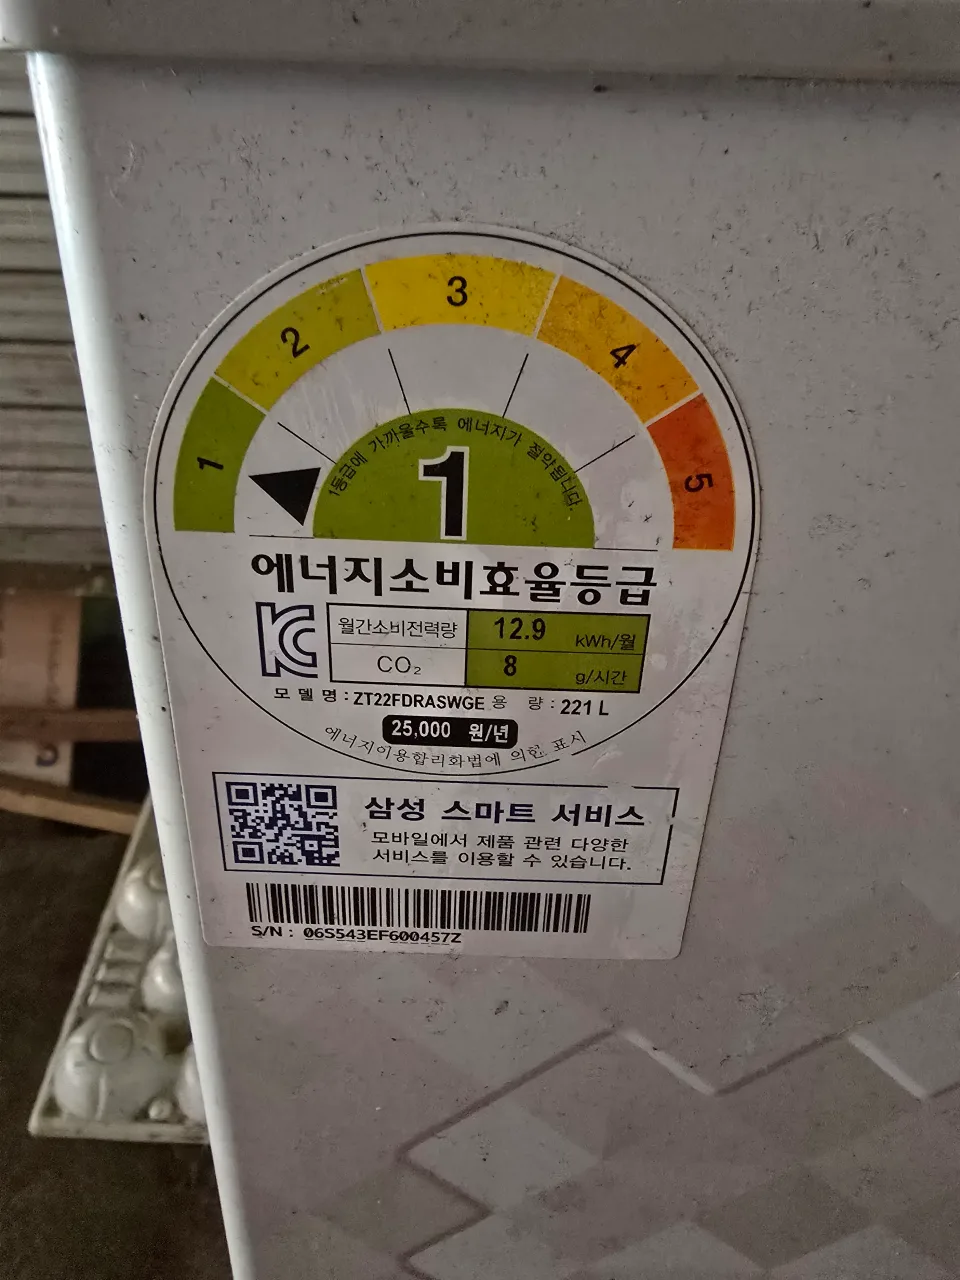 1
2
3
4
5
1등급에 가까울수록 에너지가 절약됩니다.
1
에너지소비효율등급
월간소비전력량 12.9 kWh/월
CO₂ 8 g/시간
모델명 : ZT22FDRASWGE 용 량 : 221 L
25,000 원/년
에너지이용합리화법에 의한 표시
삼성 스마트 서비스
모바일에서 제품 관련 다양한
서비스를 이용할 수 있습니다.
S/N : 06S543EF600457Z